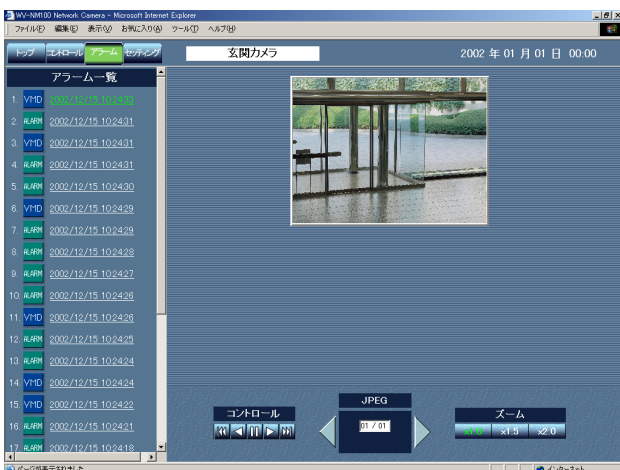 WV-NM100 Network Camera - Microsoft Internet Explorer
ファイル(F) 編集(E) 表示(V) お気に入り(A) ツール(T) ヘルプ(H)
トップ コントロール アラーム セッティング 玄関カメラ 2002 年 01 月 01 日 00:00
アラーム一覧
1. VMD 2002/12/15 10:24:33
2. ALARM 2002/12/15 10:24:31
3. VMD 2002/12/15 10:24:31
4. ALARM 2002/12/15 10:24:31
5. ALARM 2002/12/15 10:24:30
6. VMD 2002/12/15 10:24:29
7. ALARM 2002/12/15 10:24:29
8. ALARM 2002/12/15 10:24:28
9. ALARM 2002/12/15 10:24:27
10. ALARM 2002/12/15 10:24:26
11. VMD 2002/12/15 10:24:26
12. ALARM 2002/12/15 10:24:25
13. ALARM 2002/12/15 10:24:24
14. VMD 2002/12/15 10:24:24
15. VMD 2002/12/15 10:24:22
16. ALARM 2002/12/15 10:24:21
17. ALARM 2002/12/15 10:24:18
コントロール
JPEG
01 / 01
ズーム
x1.0 x1.5 x2.0
ページが表示されました
インターネット